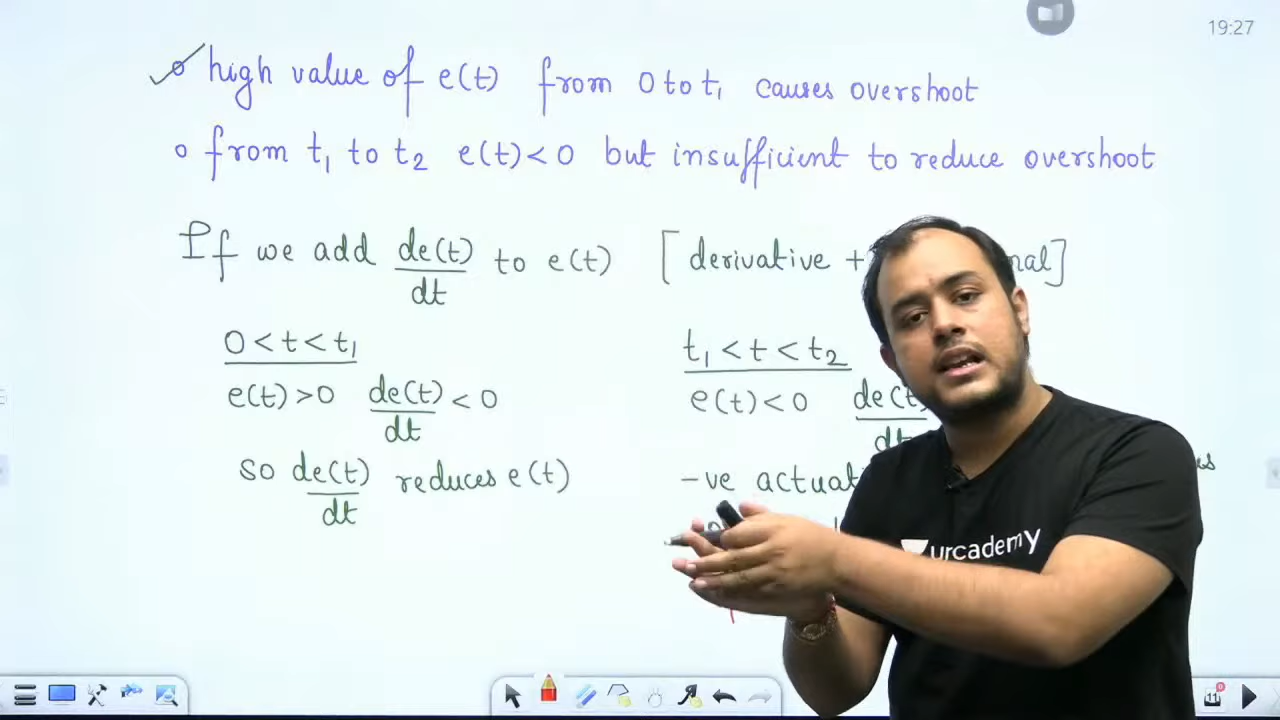 19:27
high value of e(t) from 0 to t₁ causes overshoot
from t₁ to t₂ e(t)<0 but insufficient to reduce overshoot
If we add de(t)/dt to e(t) [derivative +
0<t<t₁
e(t)>0 de(t)/dt <0
so de(t)/dt reduces e(t)
t₁<t<t₂
e(t)<0
-ve
urcademy
11